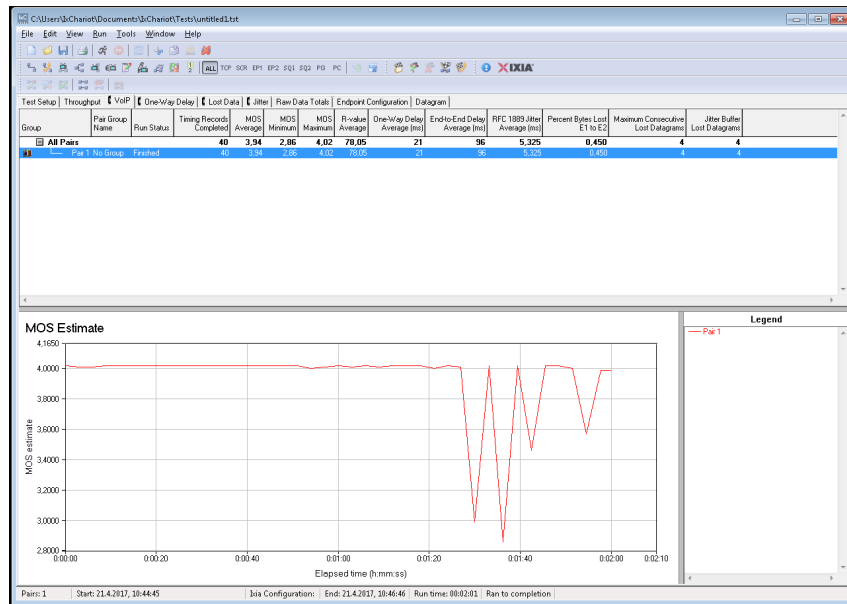 C:\Users\IxChariot\Documents\IxChariot\Tests\untitled1.tst
File Edit View Run Tools Window Help
ALL TCP SCR EP1 EP2 SQ1 SQ2 PG PC XIXIA
Test Setup Throughput VoIP One-Way Delay Lost Data Jitter Raw Data Totals Endpoint Configuration Datagram
Group Pair Group Name Run Status Timing Records Completed MOS Average MOS Minimum MOS Maximum R-value Average One-Way Delay Average (ms) End-to-End Delay Average (ms) RFC 1889 Jitter Average (ms) Percent Bytes Lost E1 to E2 Maximum Consecutive Lost Datagrams Jitter Buffer Lost Datagrams
All Pairs 40 3,94 2,86 4,02 78,05 21 96 5,325 0,450 4 4
Pair 1 No Group Finished 40 3,94 2,86 4,02 78,05 21 96 5,325 0,450 4 4
MOS Estimate
Legend
Pair 1
4,1650
4,0000
3,8000
3,6000
3,4000
3,2000
3,0000
2,8000
MOS estimate
0:00:00 0:00:20 0:00:40 0:01:00 0:01:20 0:01:40 0:02:00 0:02:10
Elapsed time (h:mm:ss)
Pairs: 1 Start: 21.4.2017, 10:44:45 Ixia Configuration: End: 21.4.2017, 10:46:46 Run time: 00:02:01 Ran to completion